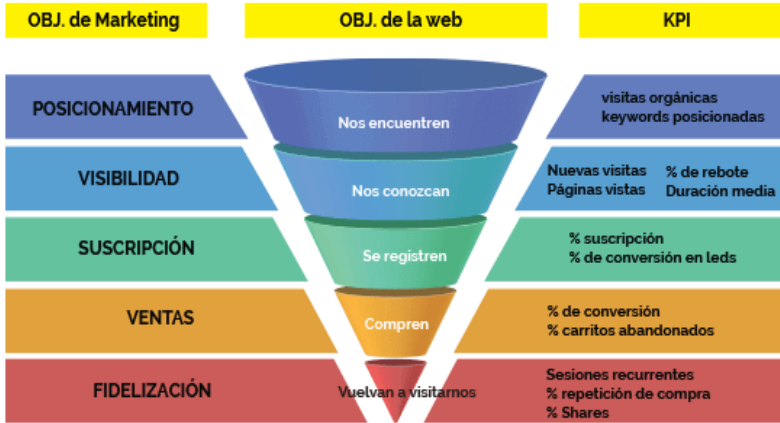 OBJ. de Marketing
OBJ. de la web
KPI
POSICIONAMIENTO
Nos encuentren
visitas orgánicas
keywords posicionadas
VISIBILIDAD
Nos conozcan
Nuevas visitas
Páginas vistas
% de rebote
Duración media
SUSCRIPCIÓN
Se registren
% suscripción
% de conversión en leds
VENTAS
Compren
% de conversión
% carritos abandonados
FIDELIZACIÓN
Vuelvan a visitarnos
Sesiones recurrentes
% repetición de compra
% Shares